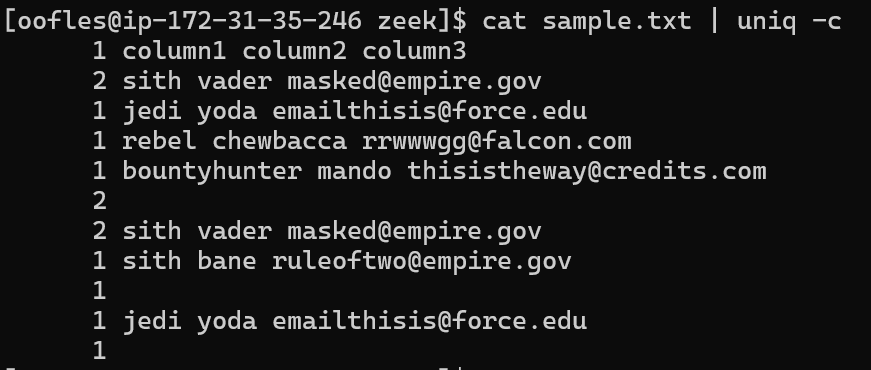 [oofles@ip-172-31-35-246 zeek]$ cat sample.txt | uniq -c
1 column1 column2 column3
2 sith vader masked@empire.gov
1 jedi yoda emailthisis@force.edu
1 rebel chewbacca rrwwwgg@falcon.com
1 bountyhunter mando thisistheway@credits.com
2
2 sith vader masked@empire.gov
1 sith bane ruleoftwo@empire.gov
1
1 jedi yoda emailthisis@force.edu
1